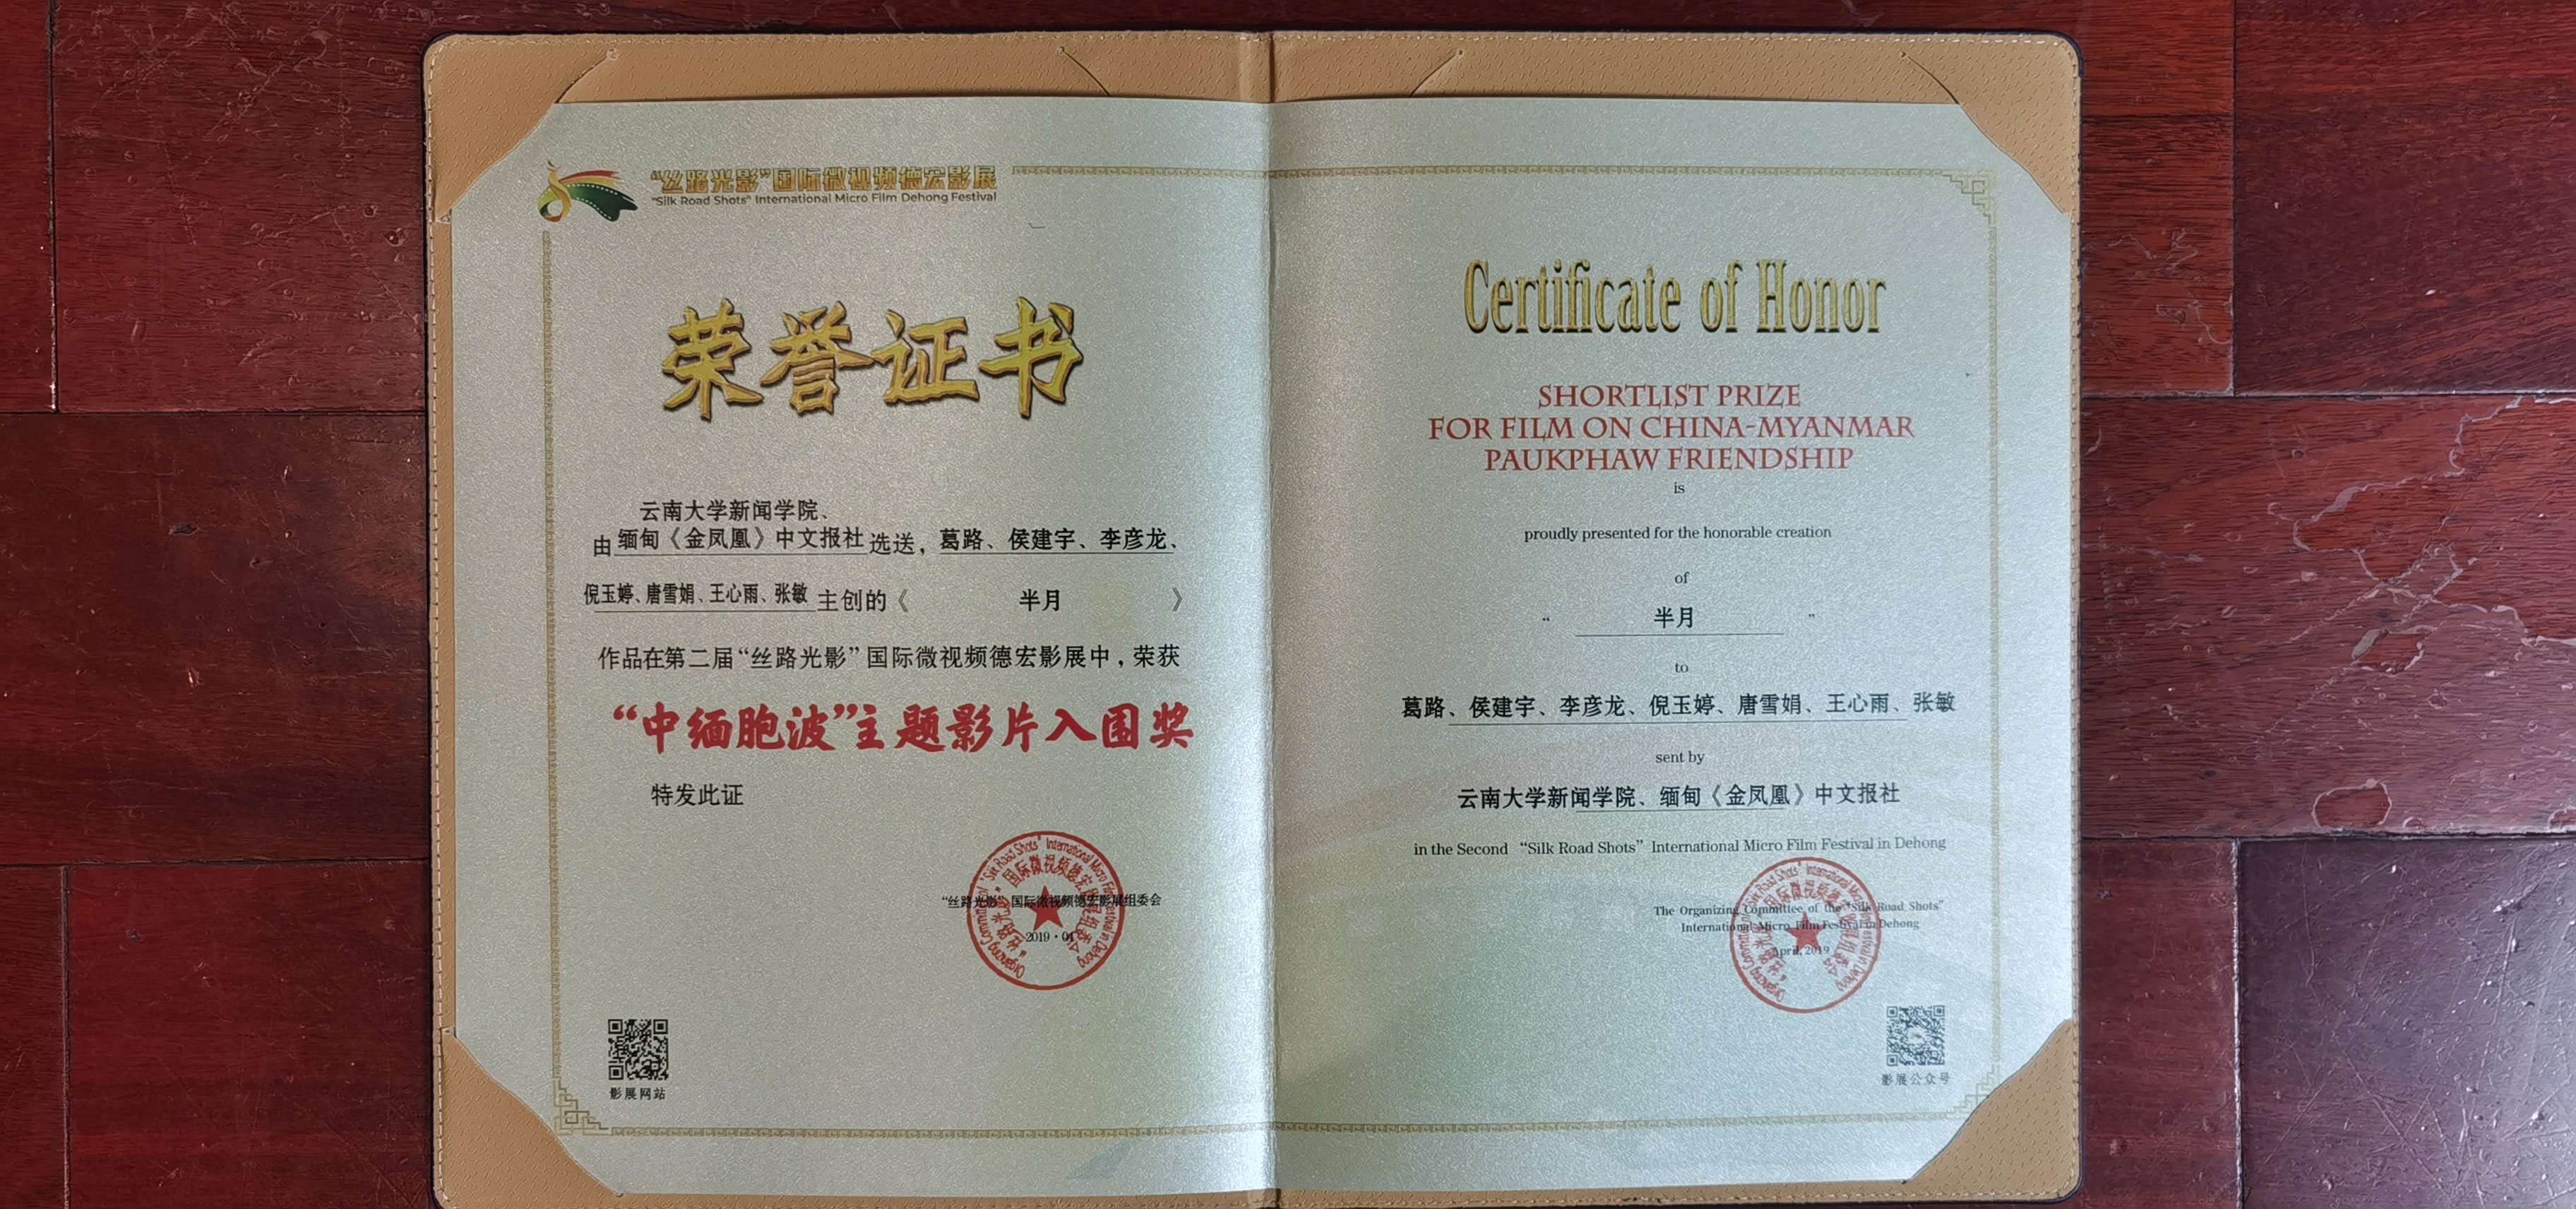 “丝路光影”国际微视频德宏影展
"Silk Road Shots" International Micro Film Dehong Festival
荣誉证书
云南大学新闻学院、
由缅甸《金凤凰》中文报社选送，葛路、侯建宇、李彦龙、
倪玉婷、唐雪娟、王心雨、张敏主创的《 半月 》
作品在第二届“丝路光影”国际微视频德宏影展中，荣获
“中缅胞波”主题影片入围奖
特发此证
“丝路光影”国际微视频德宏影展组委会
2019·04
影展网站
Certificate of Honor
SHORTLIST PRIZE
FOR FILM ON CHINA-MYANMAR
PAUKPHAW FRIENDSHIP
is
proudly presented for the honorable creation
of
“ 半月 ”
to
葛路、侯建宇、李彦龙、倪玉婷、唐雪娟、王心雨、张敏
sent by
云南大学新闻学院、缅甸《金凤凰》中文报社
in the Second “Silk Road Shots” International Micro Film Festival in Dehong
The Organizing Committee of the “Silk Road Shots”
International Micro Film Festival in Dehong
April, 2019
影展公众号